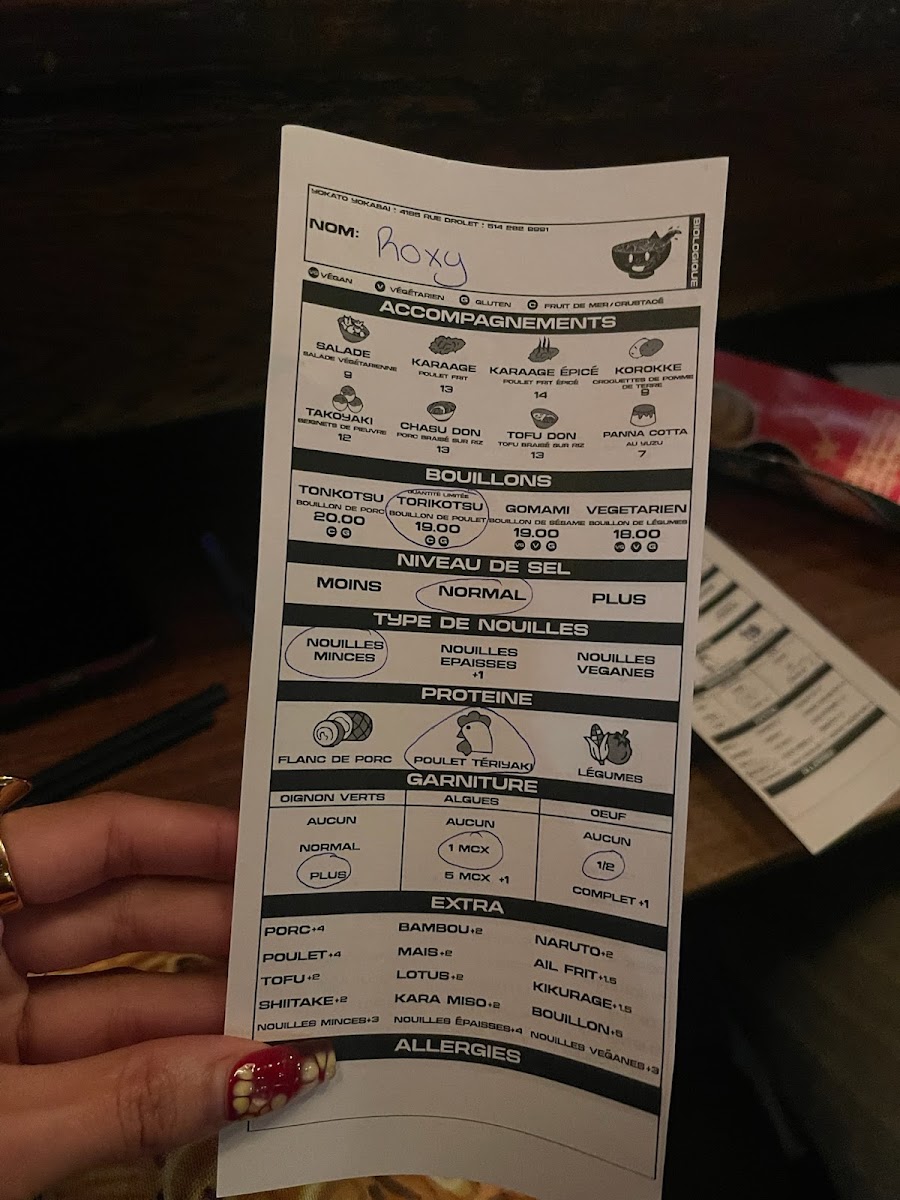 YOKATO YOKABAI : 4185 RUE DROLET : 514 282 9991
BIOLOGIQUE
NOM: Roxy
VG VÉGAN V VÉGÉTARIEN G GLUTEN C FRUIT DE MER/CRUSTACÉ
ACCOMPAGNEMENTS
SALADE KARAAGE KARAAGE ÉPICÉ KOROKKE
SALADE VÉGÉTARIENNE POULET FRIT POULET FRIT ÉPICÉ CROQUETTES DE POMME DE TERRE
9 13 14 9
TAKOYAKI CHASU DON TOFU DON PANNA COTTA
BEIGNETS DE PIEUVRE PORC BRAISÉ SUR RIZ TOFU BRAISÉ SUR RIZ AU YUZU
12 13 13 7
BOUILLONS
QUANTITÉ LIMITÉE
TONKOTSU TORIKOTSU GOMAMI VEGETARIEN
BOUILLON DE PORC BOUILLON DE POULET BOUILLON DE SÉSAME BOUILLON DE LÉGUMES
20.00 19.00 19.00 18.00
C G C G VG V G VG V G
NIVEAU DE SEL
MOINS NORMAL PLUS
TYPE DE NOUILLES
NOUILLES NOUILLES NOUILLES
MINCES EPAISSES VEGANES
+1
PROTEINE
FLANC DE PORC POULET TÉRIYAKI LÉGUMES
GARNITURE
OIGNON VERTS ALGUES OEUF
AUCUN AUCUN AUCUN
NORMAL 1 MCX 1/2
PLUS 5 MCX +1 COMPLET +1
EXTRA
PORC+4 BAMBOU+2 NARUTO+2
POULET+4 MAIS+2 AIL FRIT+1.5
TOFU+2 LOTUS+2 KIKURAGE+1.5
SHIITAKE+2 KARA MISO+2 BOUILLON+5
NOUILLES MINCES+3 NOUILLES ÉPAISSES+4 NOUILLES VEGANES+3
ALLERGIES